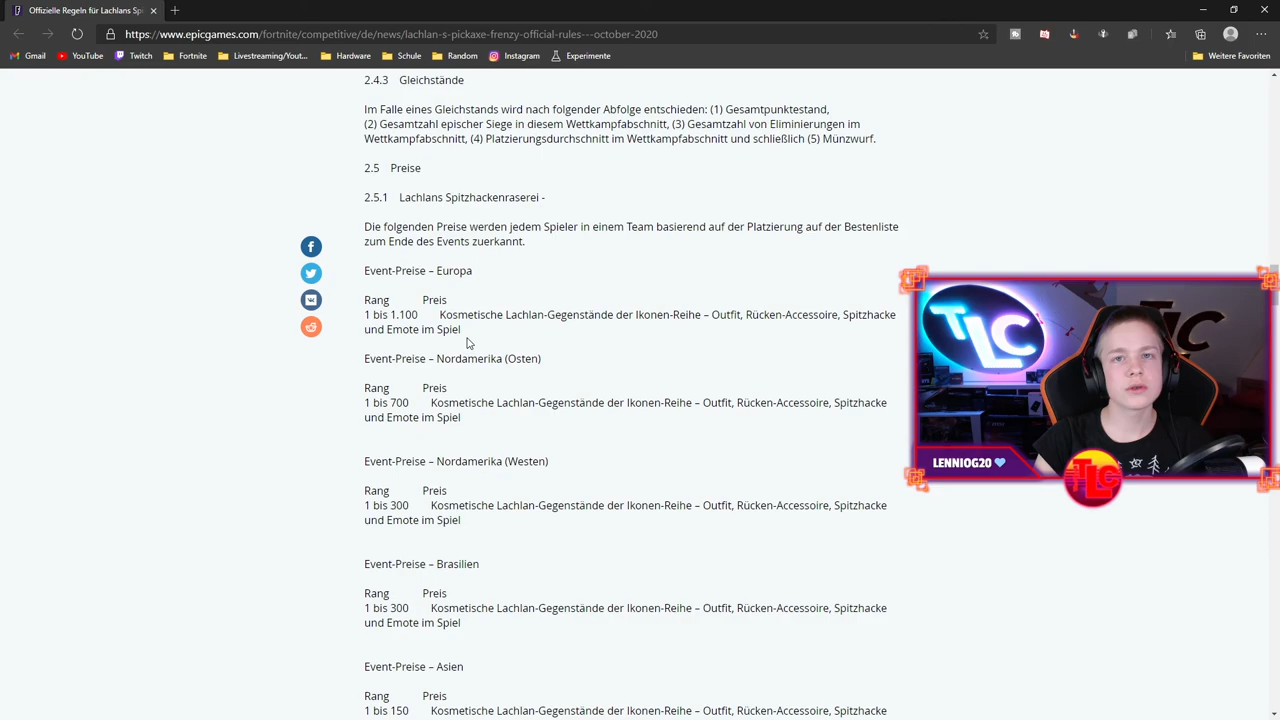 Offizielle Regeln für Lachlans Spi
https://www.epicgames.com/fortnite/competitive/de/news/lachlan-s-pickaxe-frenzy-official-rules---october-2020
Gmail YouTube Twitch Fortnite Livestreaming/Yout... Hardware Schule Random Instagram Experimente Weitere Favoriten
2.4.3 Gleichstände
Im Falle eines Gleichstands wird nach folgender Abfolge entschieden: (1) Gesamtpunktestand,
(2) Gesamtzahl epischer Siege in diesem Wettkampfabschnitt, (3) Gesamtzahl von Eliminierungen im
Wettkampfabschnitt, (4) Platzierungsdurchschnitt im Wettkampfabschnitt und schließlich (5) Münzwurf.
2.5 Preise
2.5.1 Lachlans Spitzhackenraserei -
Die folgenden Preise werden jedem Spieler in einem Team basierend auf der Platzierung auf der Bestenliste
zum Ende des Events zuerkannt.
Event-Preise – Europa
Rang Preis
1 bis 1.100 Kosmetische Lachlan-Gegenstände der Ikonen-Reihe – Outfit, Rücken-Accessoire, Spitzhacke
und Emote im Spiel
Event-Preise – Nordamerika (Osten)
Rang Preis
1 bis 700 Kosmetische Lachlan-Gegenstände der Ikonen-Reihe – Outfit, Rücken-Accessoire, Spitzhacke
und Emote im Spiel
Event-Preise – Nordamerika (Westen)
Rang Preis
1 bis 300 Kosmetische Lachlan-Gegenstände der Ikonen-Reihe – Outfit, Rücken-Accessoire, Spitzhacke
und Emote im Spiel
Event-Preise – Brasilien
Rang Preis
1 bis 300 Kosmetische Lachlan-Gegenstände der Ikonen-Reihe – Outfit, Rücken-Accessoire, Spitzhacke
und Emote im Spiel
Event-Preise – Asien
Rang Preis
1 bis 150 Kosmetische Lachlan-Gegenstände der Ikonen-Reihe – Outfit, Rücken-Accessoire, Spitzhacke
TLC
LENNIOG20
TLC